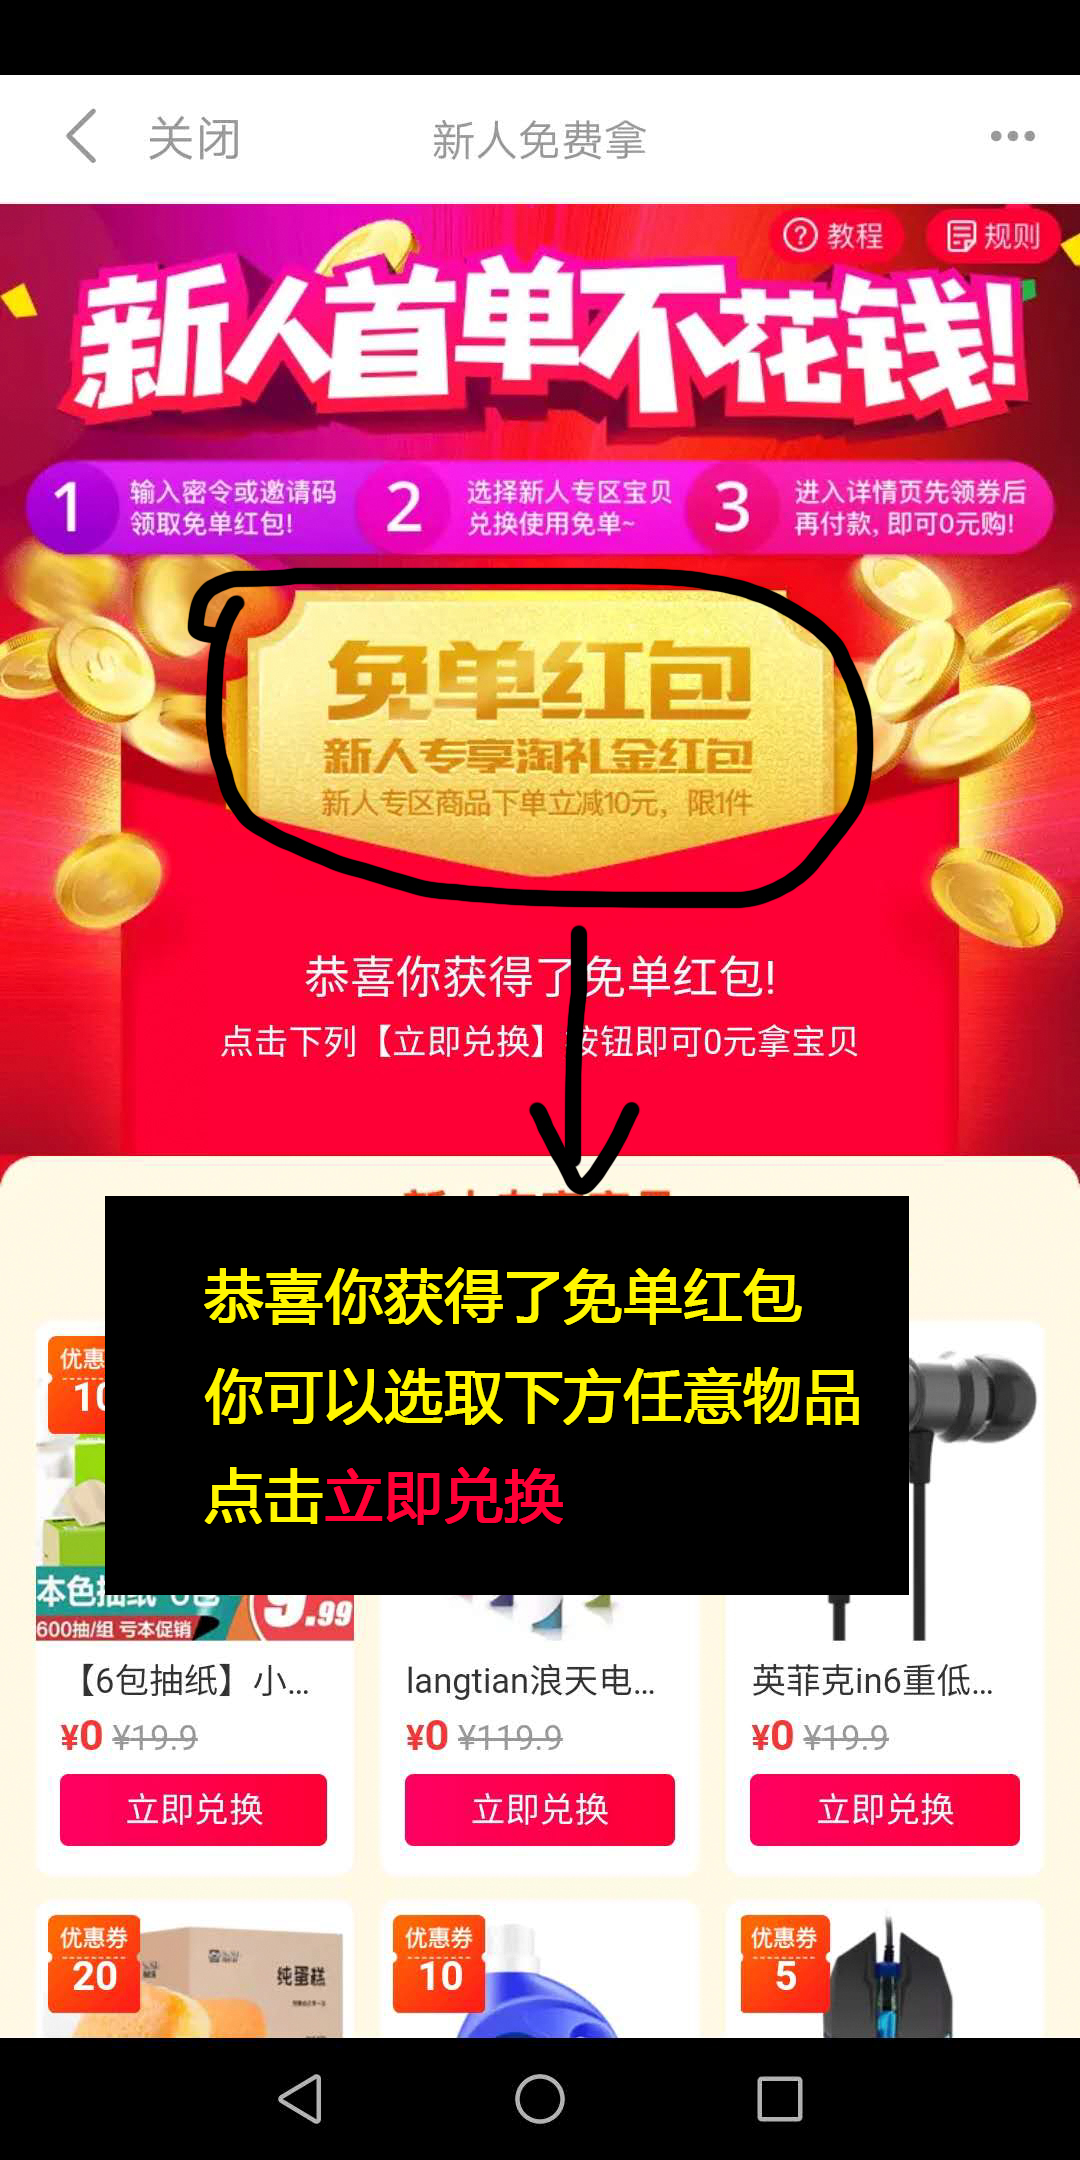 关闭
新人免费拿
教程
规则
新人首单不花钱!
1
输入密令或邀请码
领取免单红包!
2
选择新人专区宝贝
兑换使用免单~
3
进入详情页先领券后
再付款, 即可0元购!
免单红包
新人专享淘礼金红包
新人专区商品下单立减10元，限1件
恭喜你获得了免单红包!
点击下列【立即兑换】按钮即可0元拿宝贝
恭喜你获得了免单红包
你可以选取下方任意物品
点击立即兑换
优惠
10
本色抽纸
9.99
600抽/组 亏本促销
【6包抽纸】小...
¥0 ¥19.9
立即兑换
langtian浪天电...
¥0 ¥119.9
立即兑换
英菲克in6重低...
¥0 ¥19.9
立即兑换
优惠券
20
纯蛋糕
优惠券
10
优惠券
5